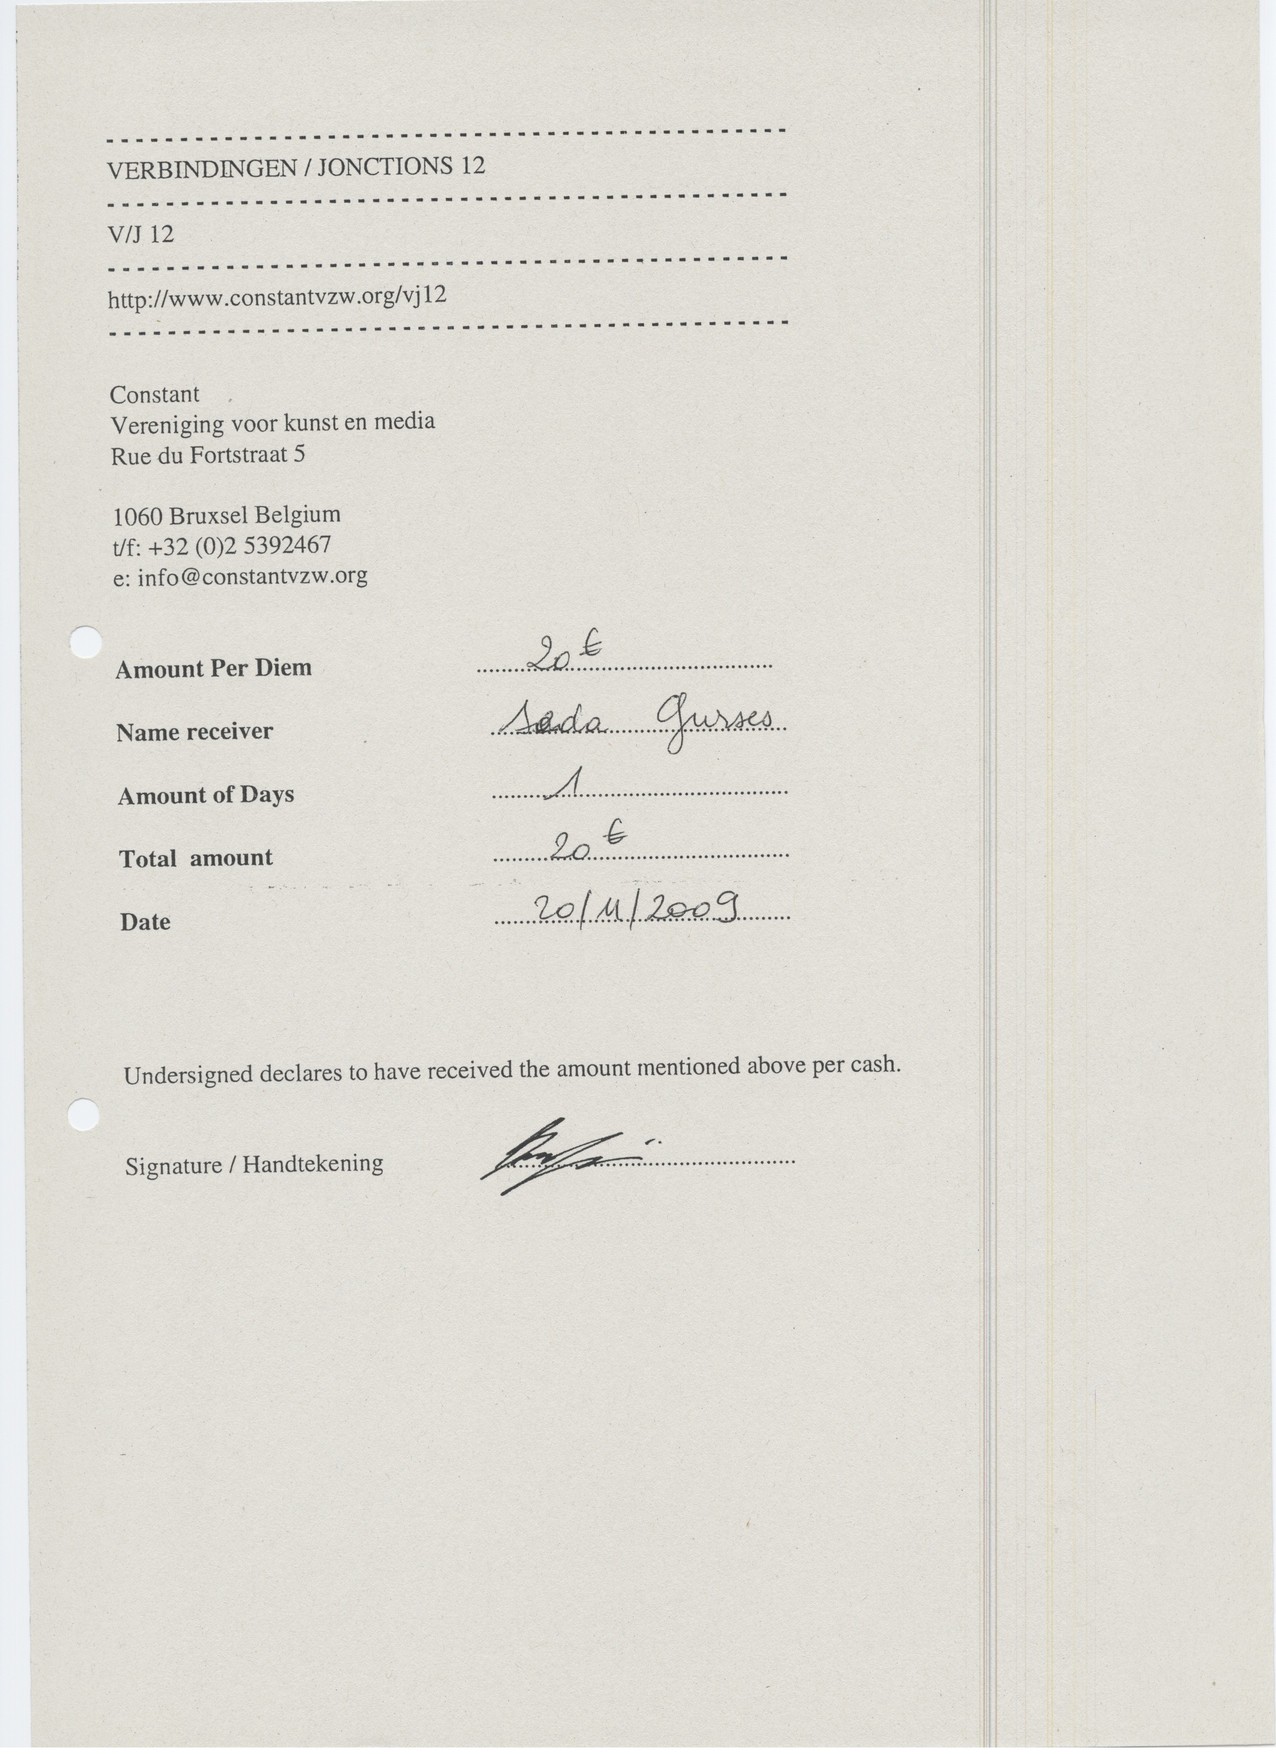 VERBINDINGEN / JONCTIONS 12
V/J 12
http://www.constantvzw.org/vj12
Constant
Vereniging voor kunst en media
Rue du Fortstraat 5
1060 Bruxsel Belgium
t/f: +32 (0)2 5392467
e: info@constantvzw.org
Amount Per Diem 20 €
Name receiver Seda Gurses
Amount of Days 1
Total amount 20 €
Date 20/11/2009
Undersigned declares to have received the amount mentioned above per cash.
Signature / Handtekening